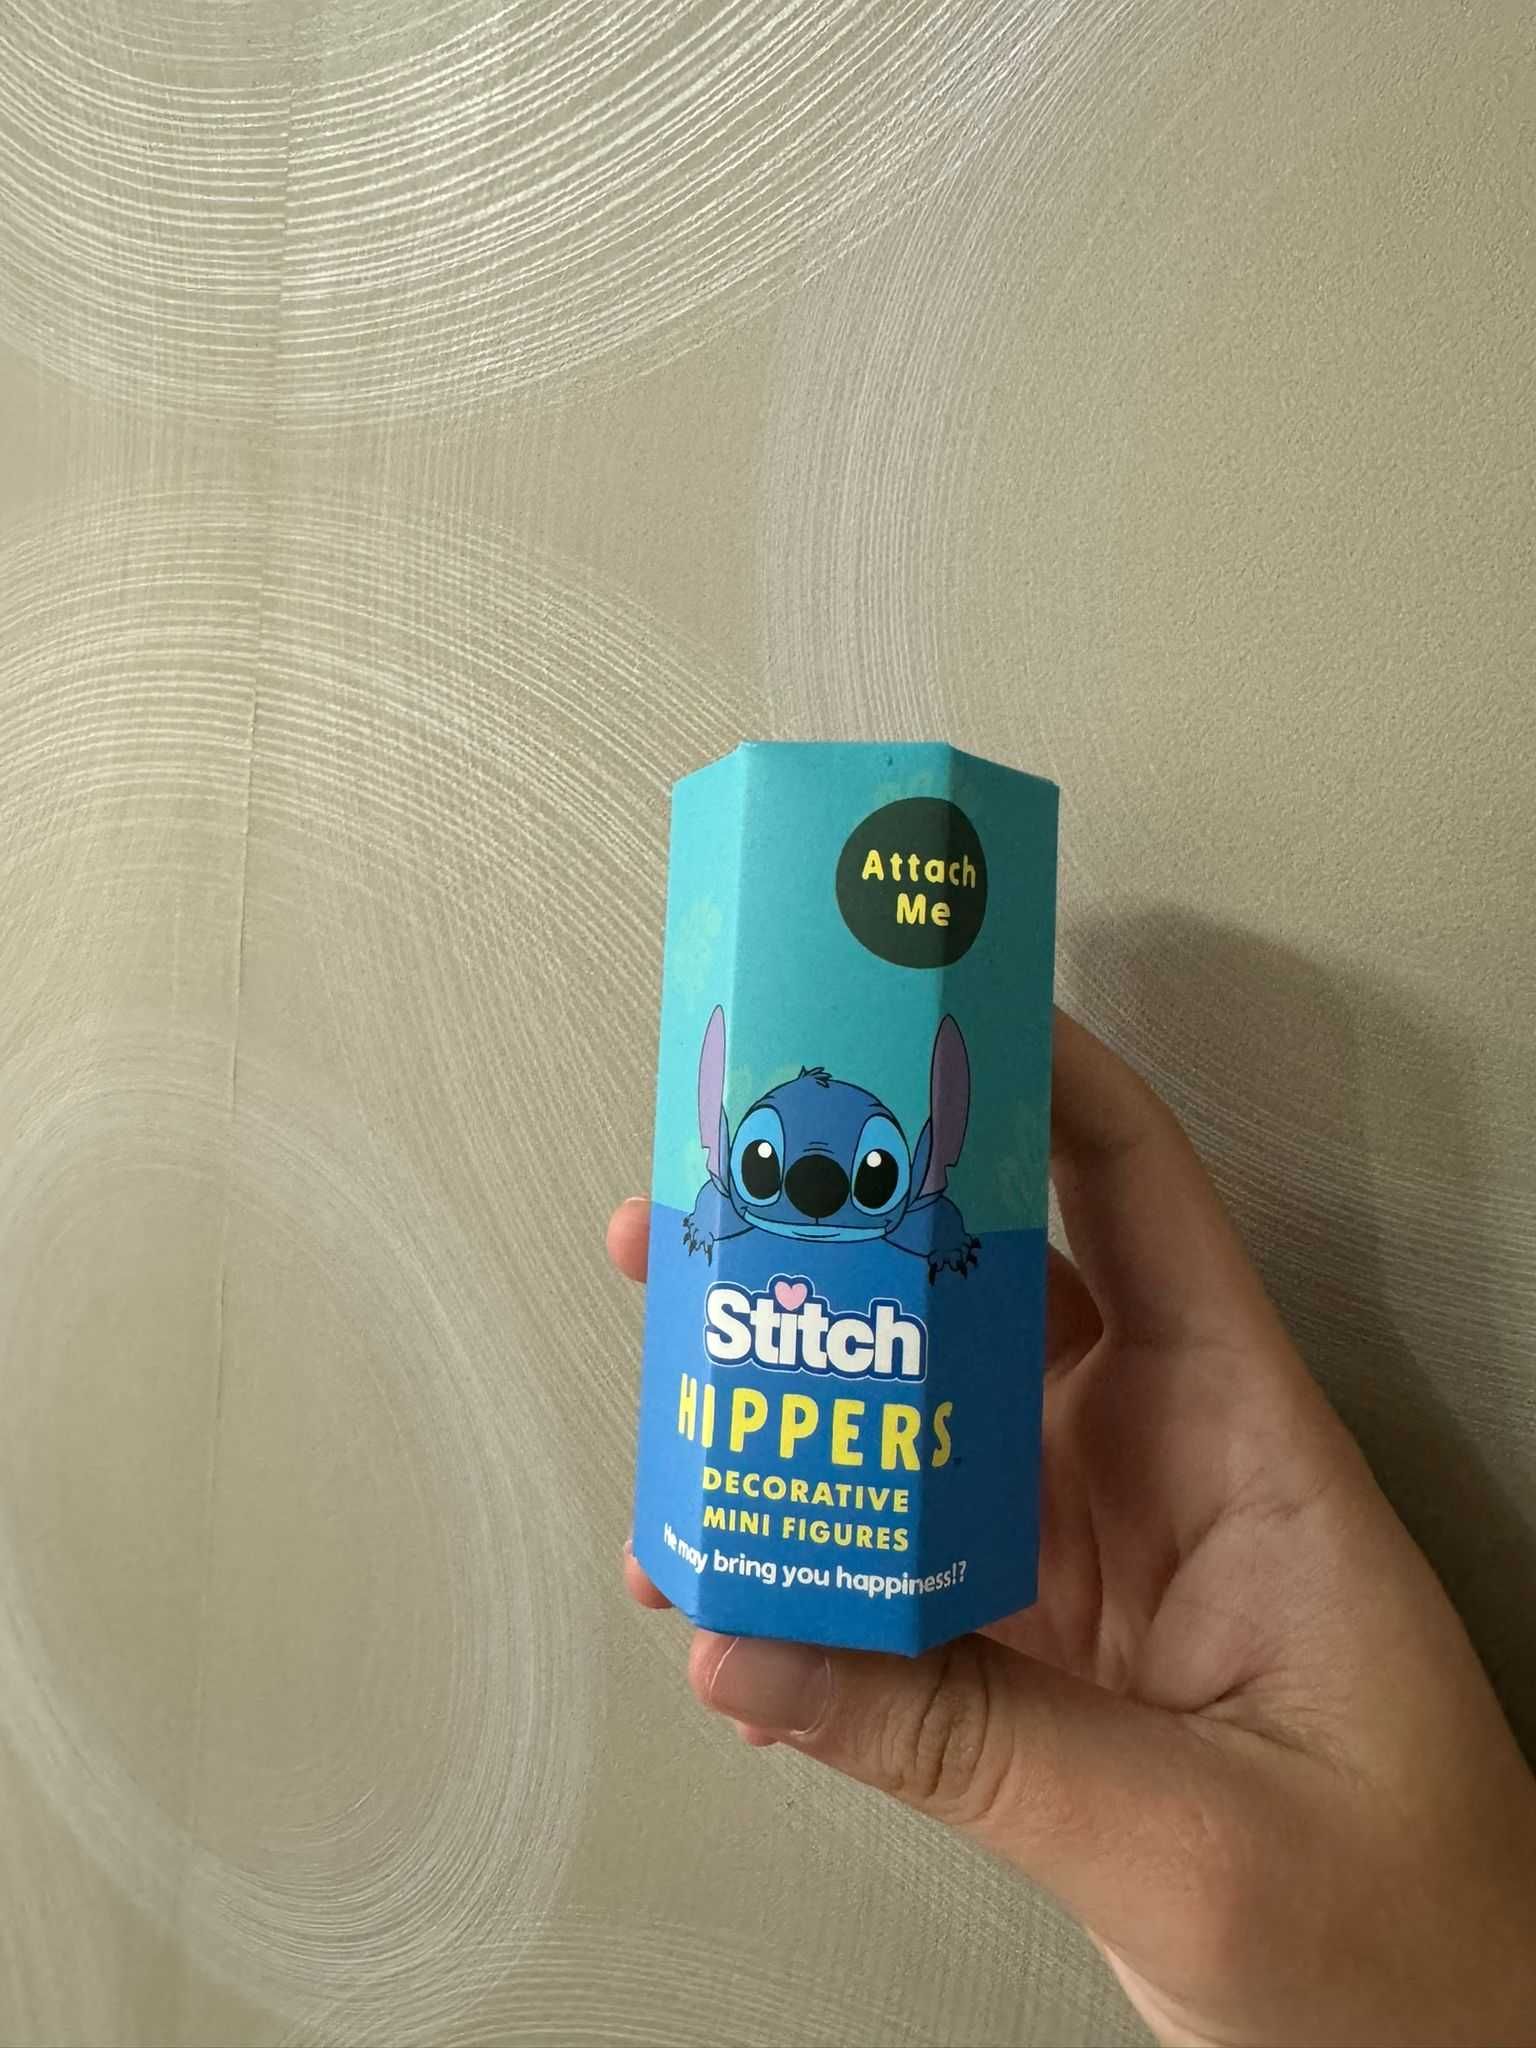 Attach
Me
Stitch
HIPPERS
DECORATIVE
MINI FIGURES
He may bring you happiness!?